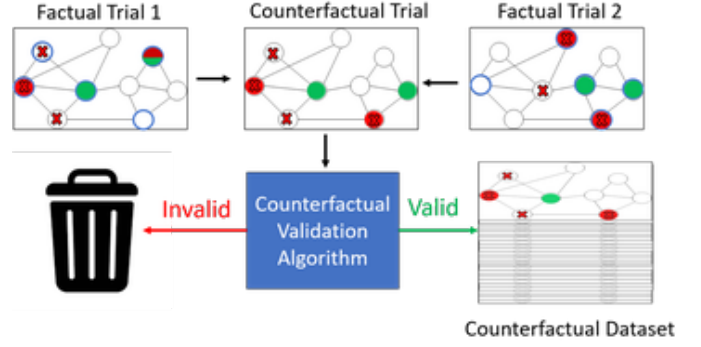 Factual Trial 1
Counterfactual Trial
Factual Trial 2
Invalid
Counterfactual
Validation
Algorithm
Valid
Counterfactual Dataset